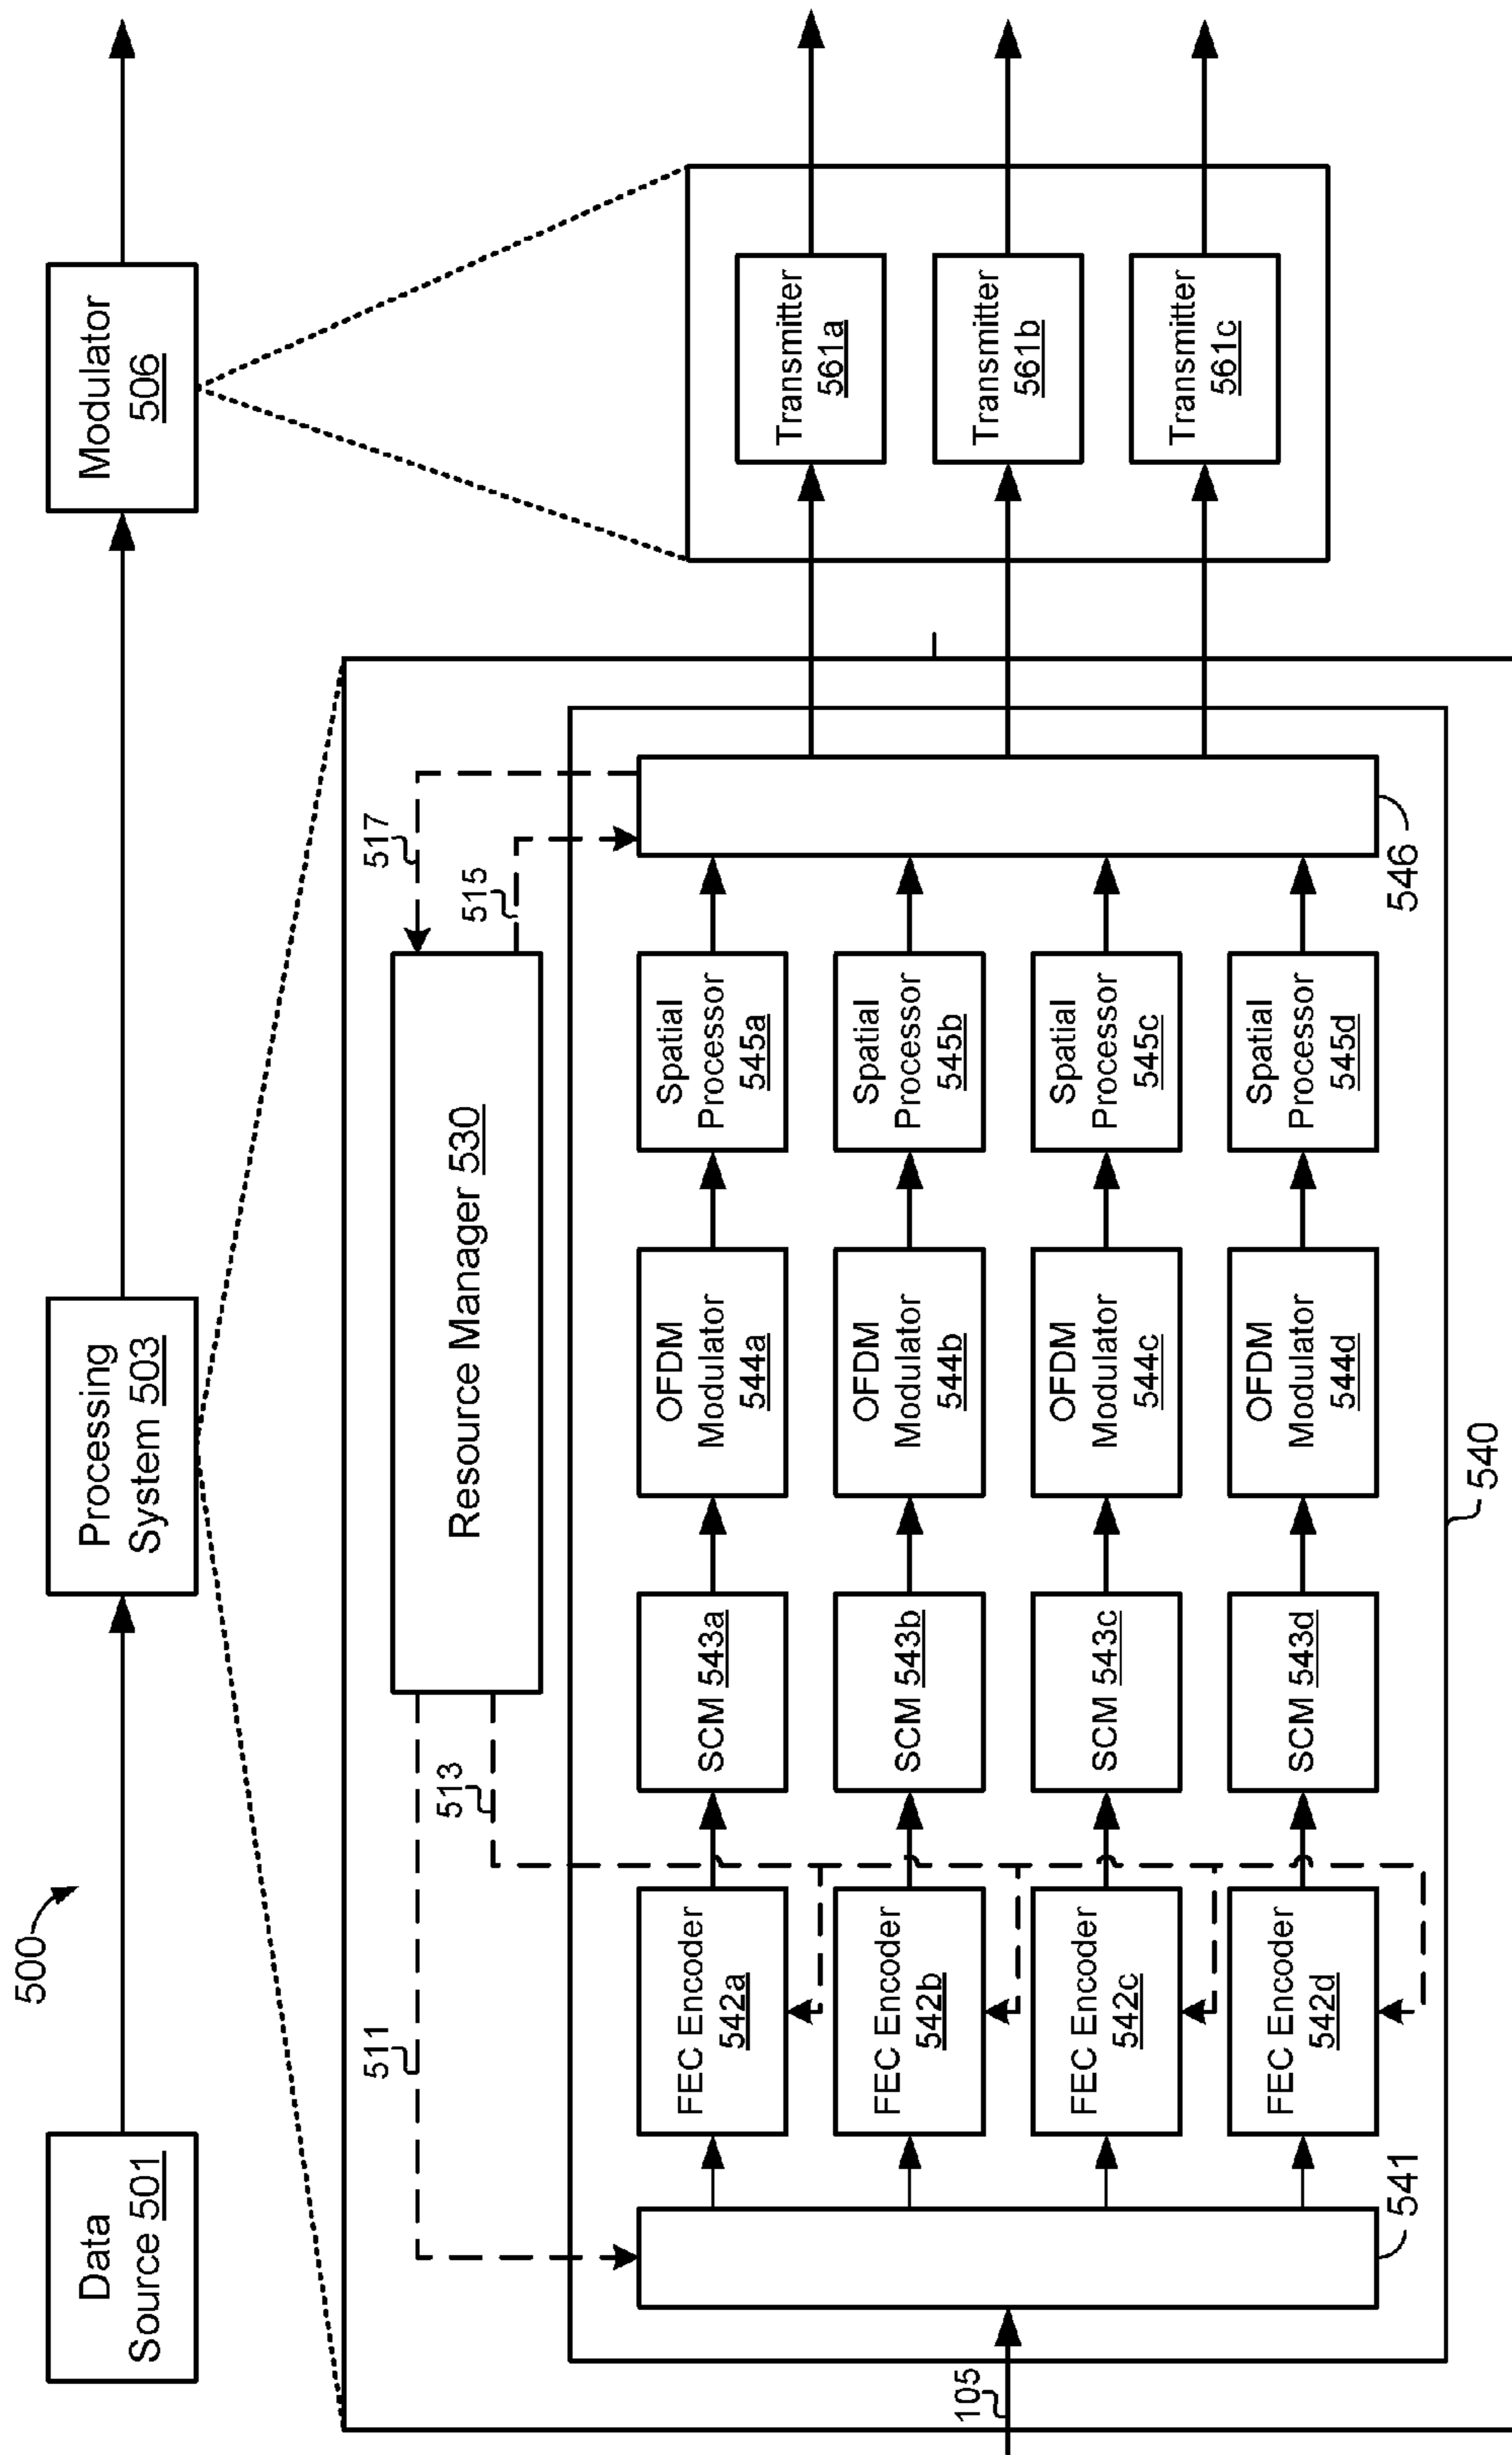 500
Data
Source 501
Processing
System 503
Modulator
506
511
513
Resource Manager 530
515
517
105
541
FEC Encoder
542a
SCM 543a
OFDM
Modulator
544a
Spatial
Processor
545a
FEC Encoder
542b
SCM 543b
OFDM
Modulator
544b
Spatial
Processor
545b
FEC Encoder
542c
SCM 543c
OFDM
Modulator
544c
Spatial
Processor
545c
FEC Encoder
542d
SCM 543d
OFDM
Modulator
544d
Spatial
Processor
545d
546
540
Transmitter
561a
Transmitter
561b
Transmitter
561c